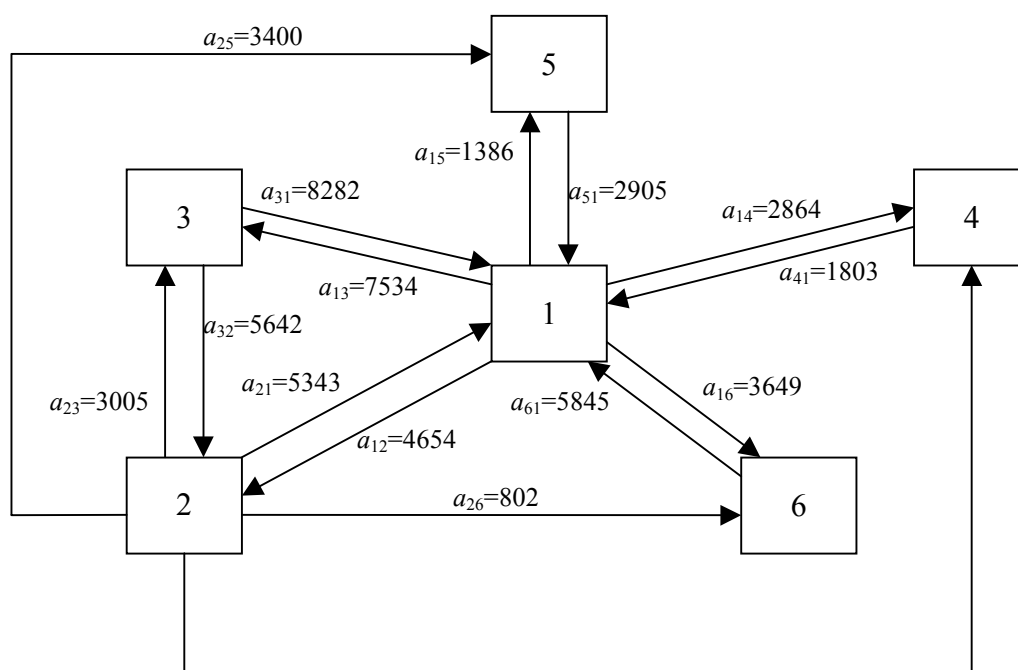 a25=3400
5
a15=1386
a51=2905
3
a31=8282
a14=2864
4
a13=7534
a41=1803
1
a32=5642
a21=5343
a23=3005
a12=4654
a61=5845
a16=3649
2
a26=802
6